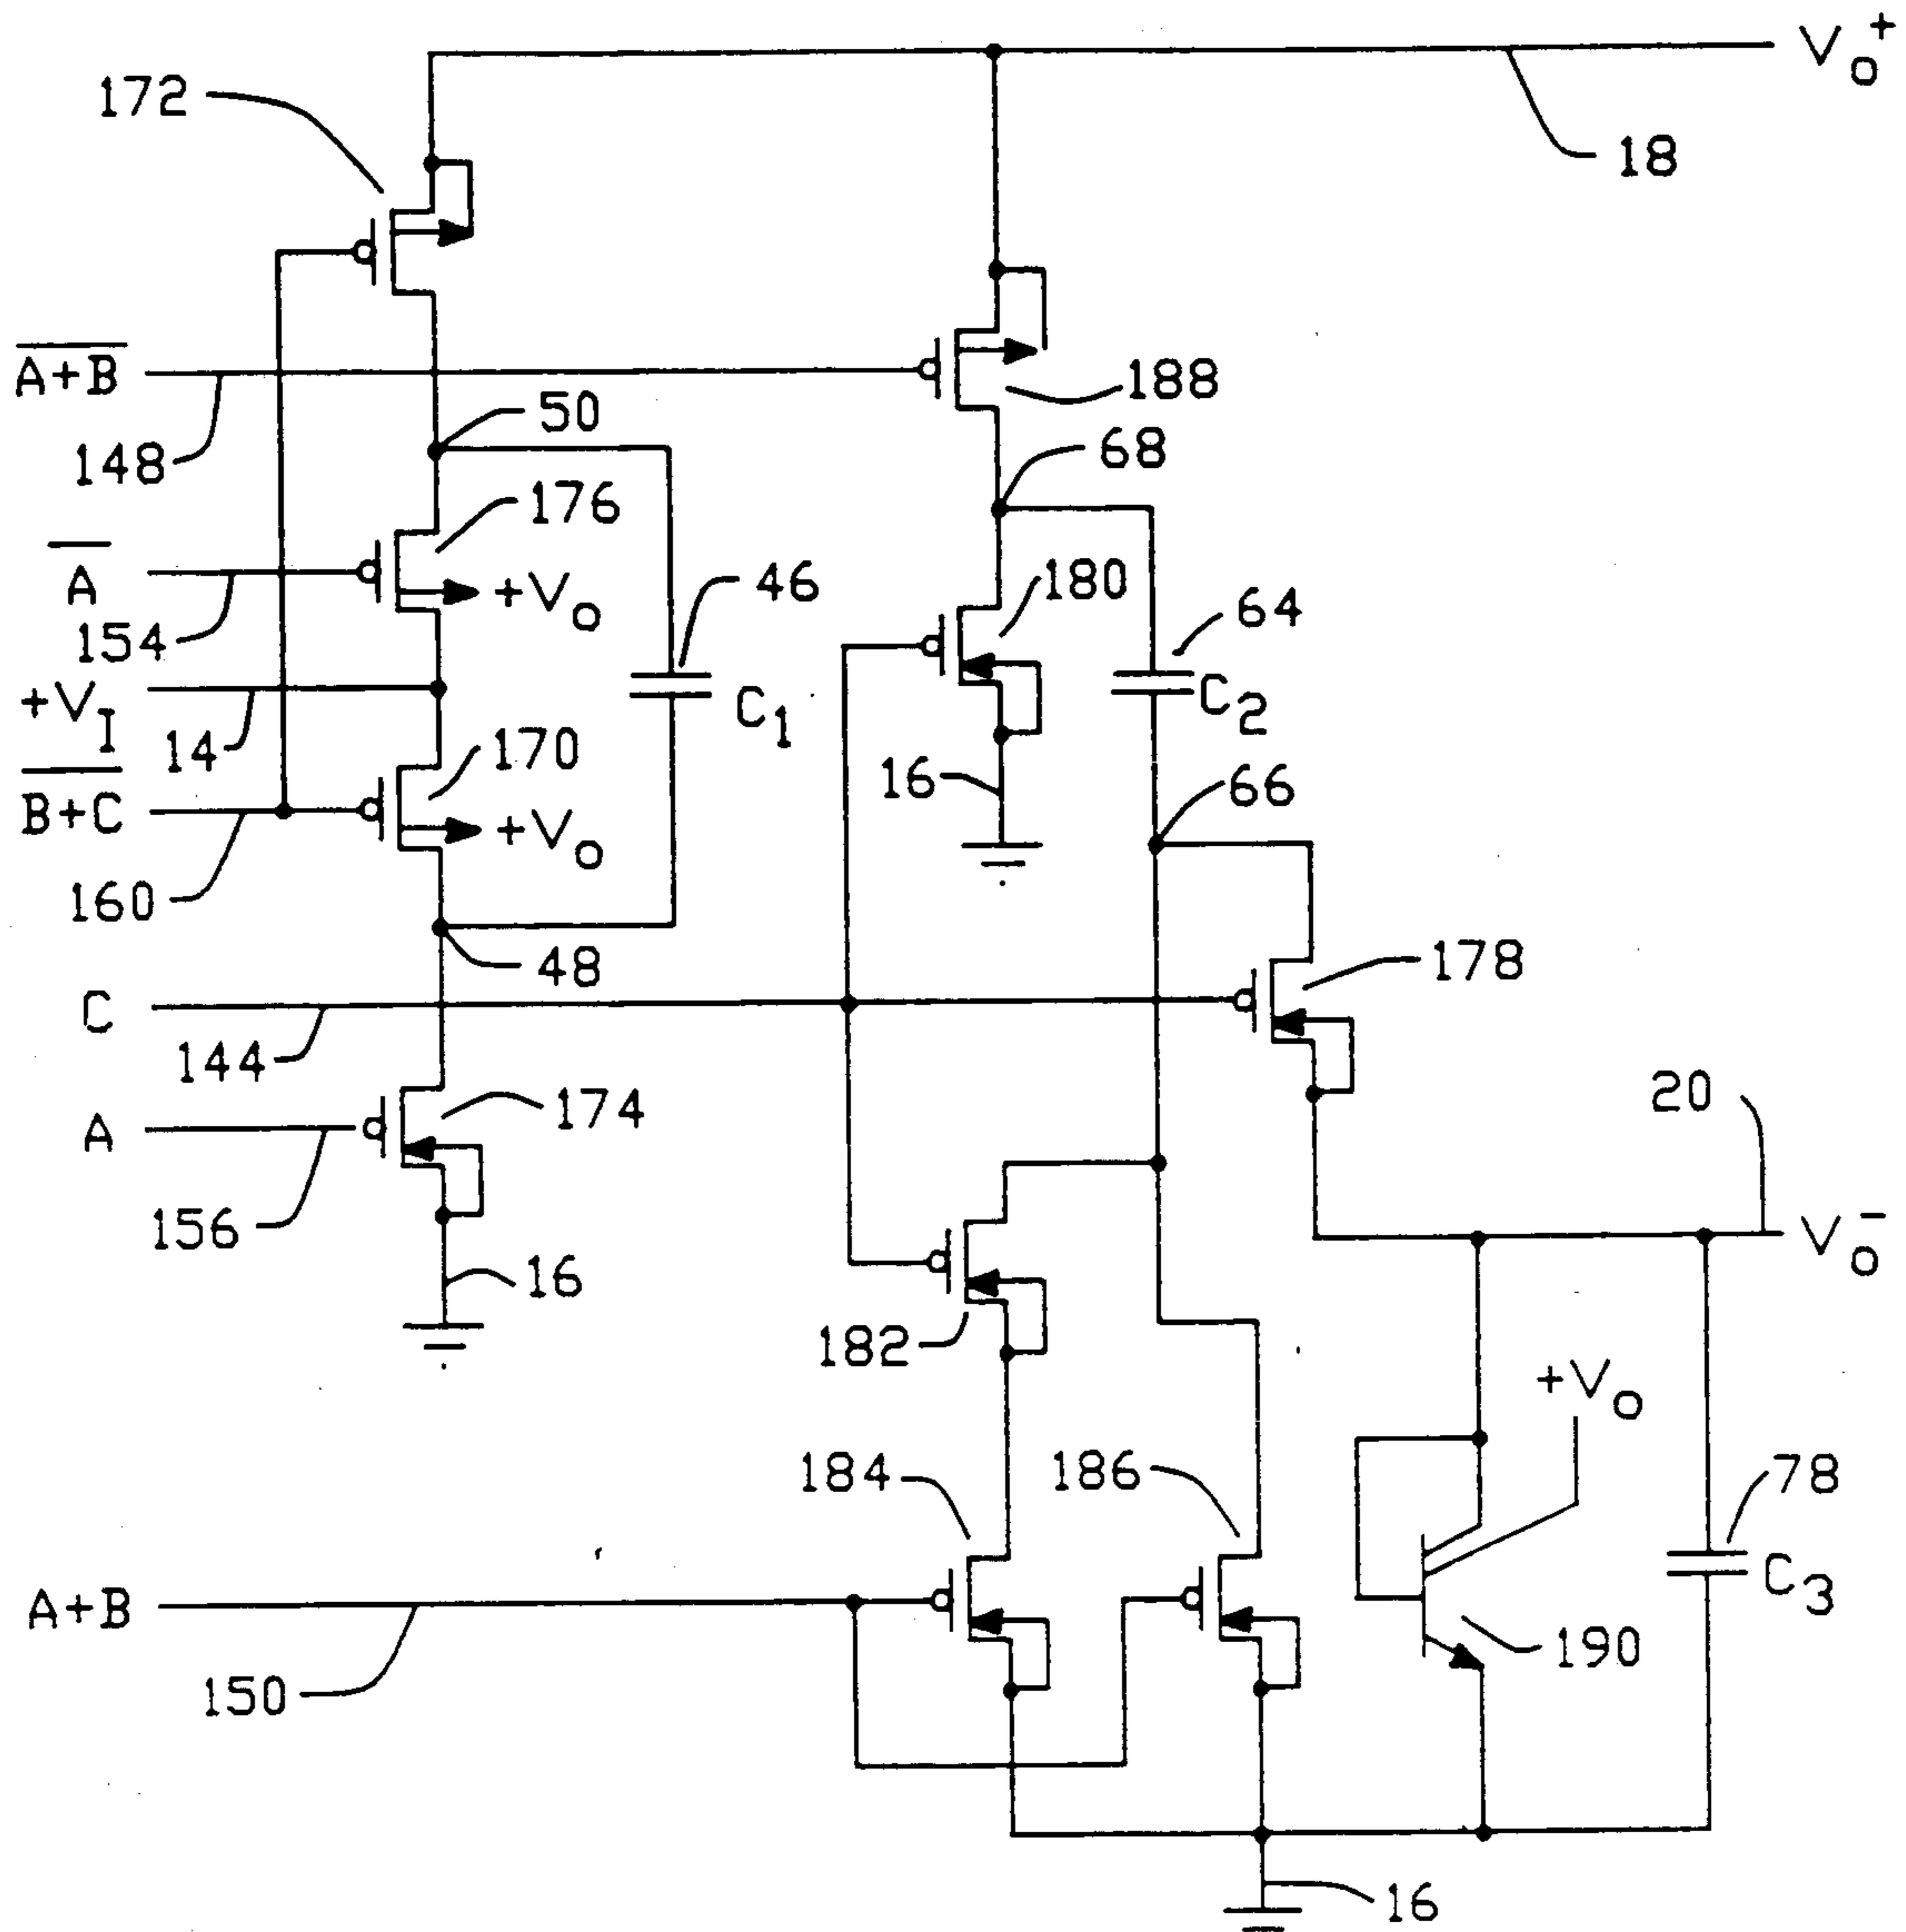 V₀⁺
172
18
A̅+̅B̅
188
50
148
68
176
A̅
+V₀
46
180
64
154
C₂
+V_I
C₁
14
170
16
66
B̅+̅C̅
+V₀
160
48
178
C
144
20
A
174
156
V₀⁻
16
182
+V₀
184
186
78
C₃
A+B
190
150
16